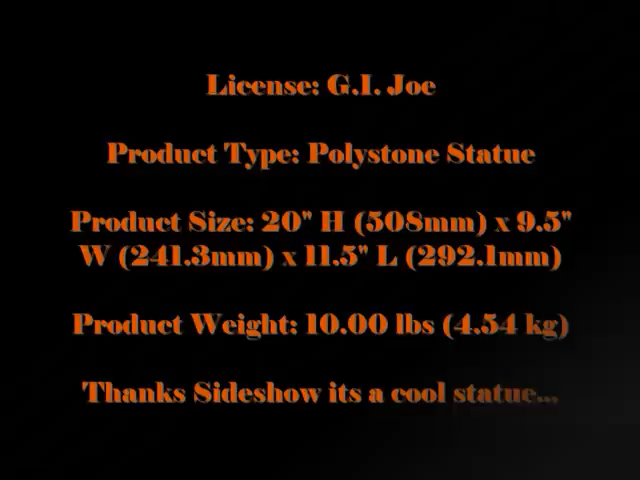 License: G.I. Joe
Product Type: Polystone Statue
Product Size: 20" H (508mm) x 9.5"
W (241.3mm) x 11.5" L (292.1mm)
Product Weight: 10.00 lbs (4.54 kg)
Thanks Sideshow its a cool statue...